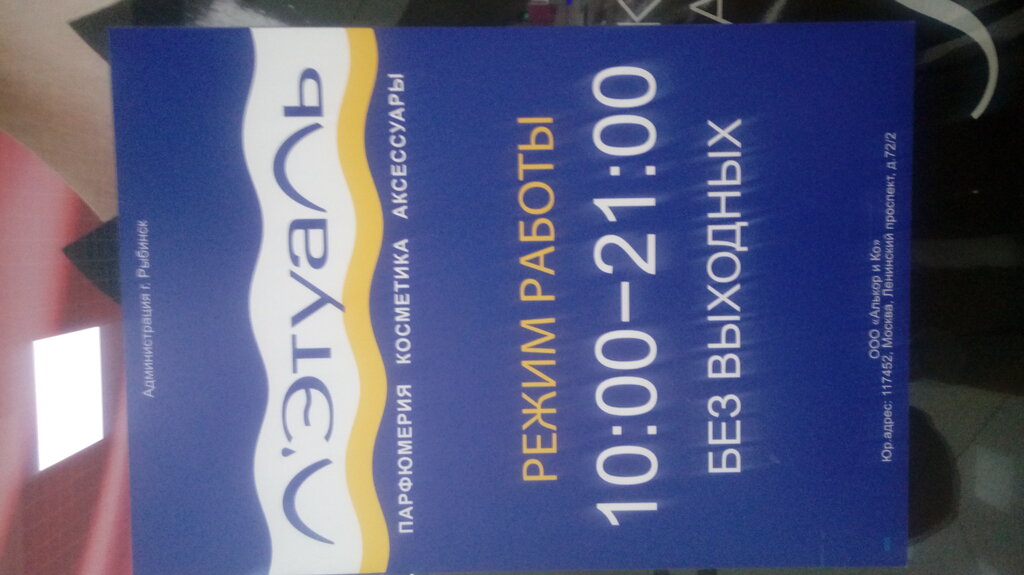 Администрация г. Рыбинск
Л'ЭТУАЛЬ
ПАРФЮМЕРИЯ КОСМЕТИКА АКСЕССУАРЫ
РЕЖИМ РАБОТЫ
10:00–21:00
БЕЗ ВЫХОДНЫХ
ООО «Алькор и Ко»
Юр.адрес: 117452, Москва, Ленинский проспект, д.72/2